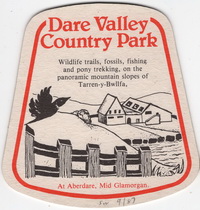 Dare Valley
Country Park
Wildlife trails, fossils, fishing
and pony trekking, on the
panoramic mountain slopes of
Tarren-y-Bwllfa.
At Aberdare, Mid Glamorgan.